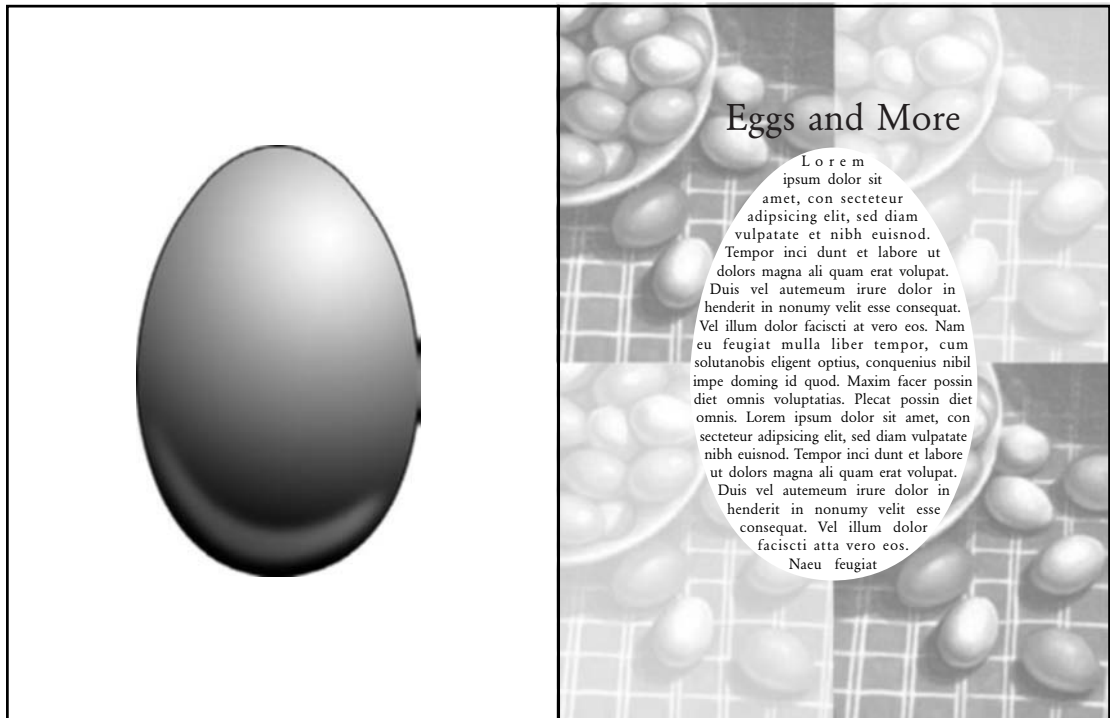 Eggs and More
Lorem
ipsum dolor sit
amet, con secteteur
adipsicing elit, sed diam
vulpatate et nibh euisnod.
Tempor inci dunt et labore ut
dolors magna ali quam erat volupat.
Duis vel autemeum irure dolor in
henderit in nonumy velit esse consequat.
Vel illum dolor faciscti at vero eos. Nam
eu feugiat mulla liber tempor, cum
solutanobis eligent optius, conquenius nibil
impe doming id quod. Maxim facer possin
diet omnis voluptatias. Plecat possin diet
omnis. Lorem ipsum dolor sit amet, con
secteteur adipsicing elit, sed diam vulpatate
nibh euisnod. Tempor inci dunt et labore
ut dolors magna ali quam erat volupat.
Duis vel autemeum irure dolor in
henderit in nonumy velit esse
consequat. Vel illum dolor
faciscti atta vero eos.
Naeu feugiat